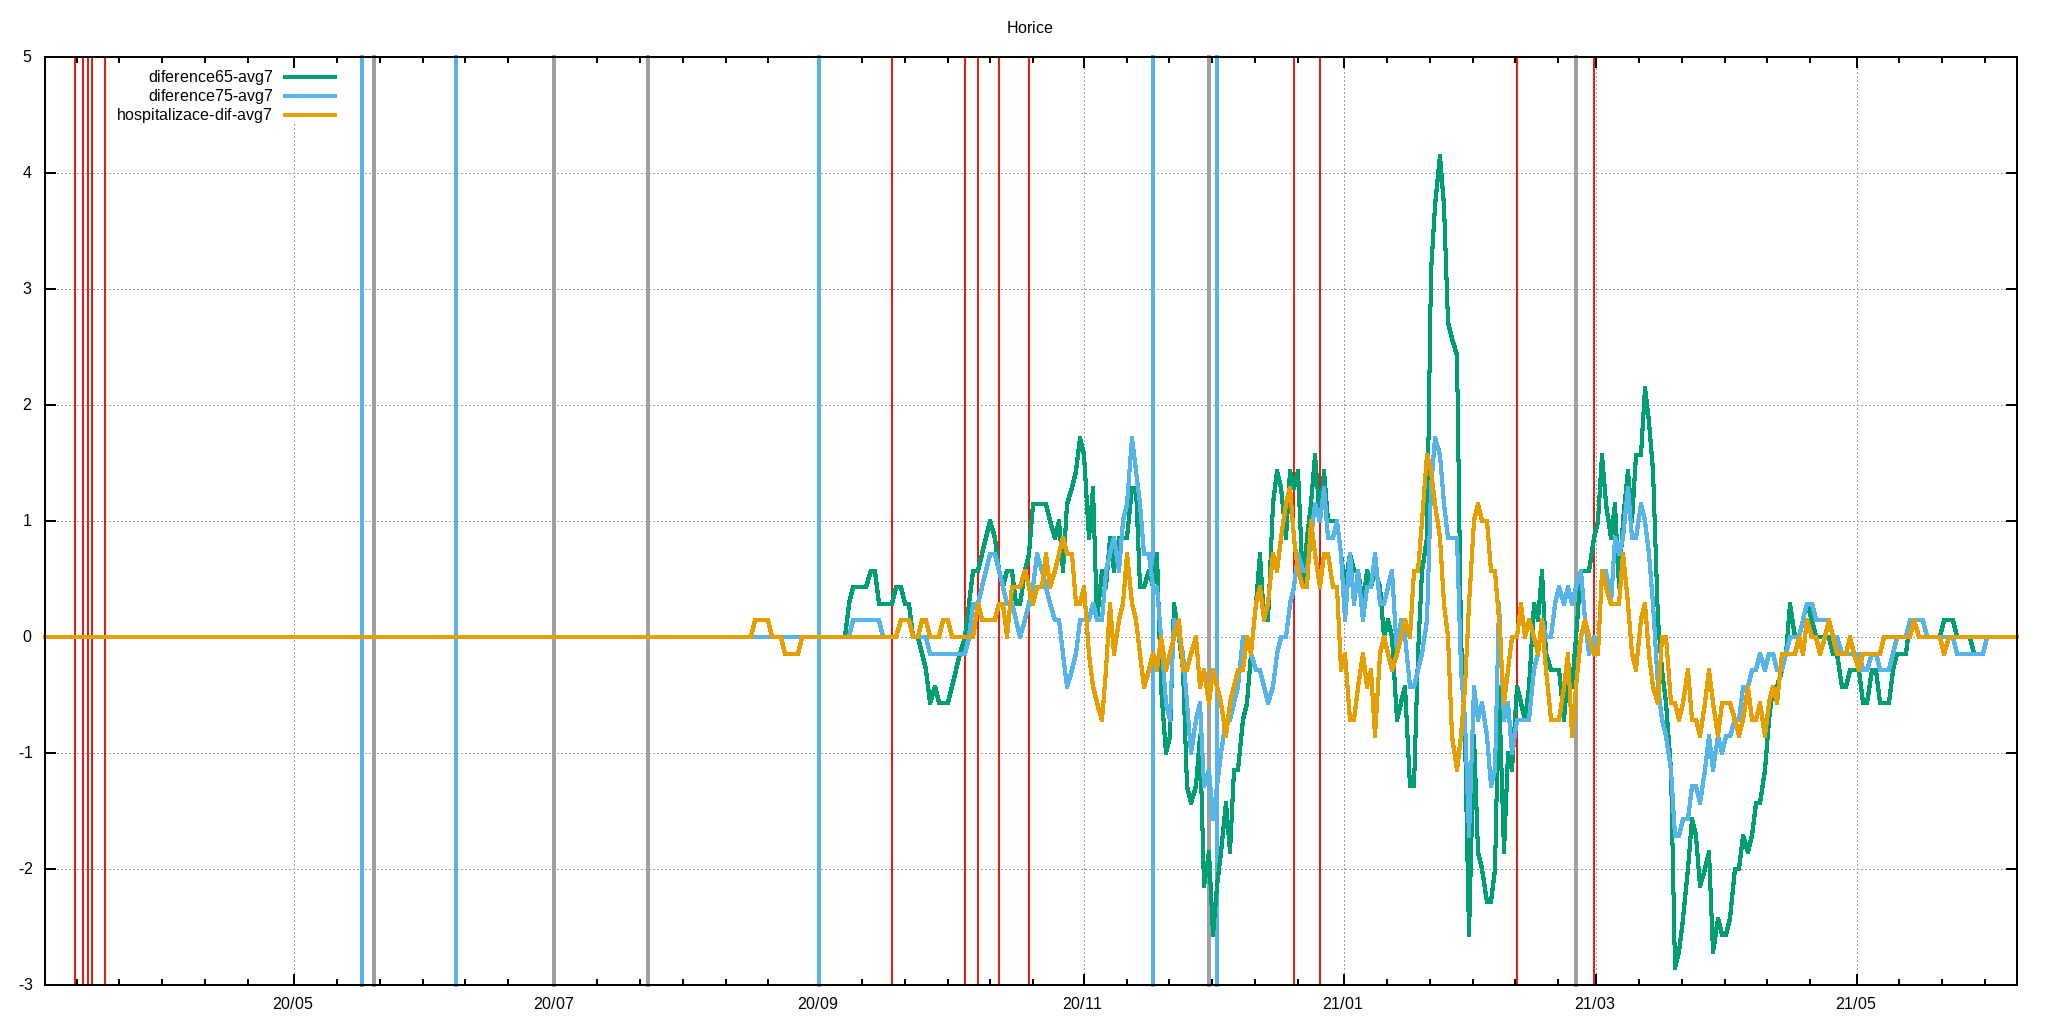 Horice
diference65-avg7
diference75-avg7
hospitalizace-dif-avg7
5
4
3
2
1
0
-1
-2
-3
20/05 20/07 20/09 20/11 21/01 21/03 21/05